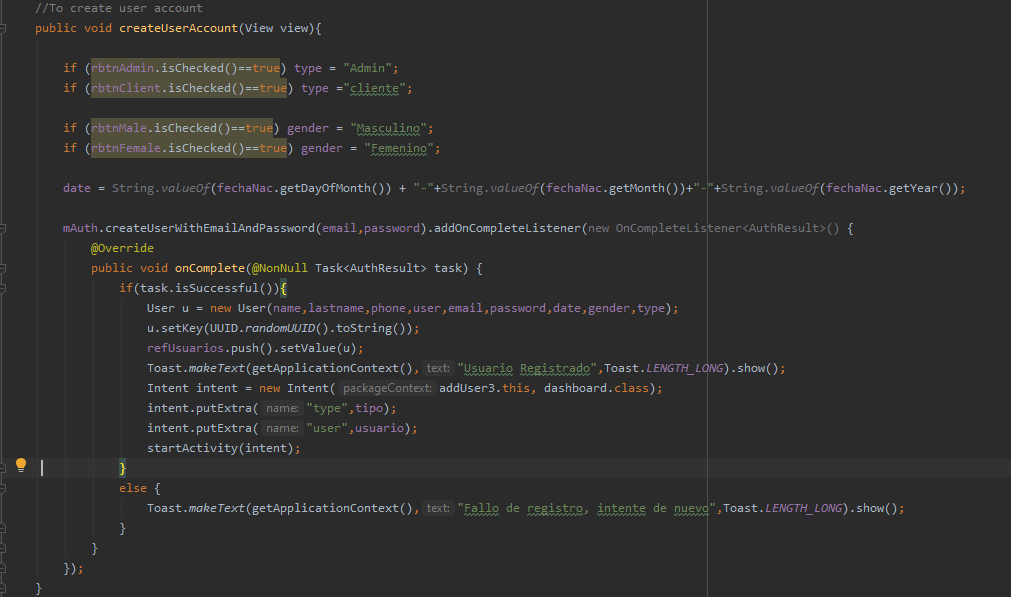 //To create user account
public void createUserAccount(View view){
if (rbtnAdmin.isChecked()==true) type = "Admin";
if (rbtnClient.isChecked()==true) type ="cliente";
if (rbtnMale.isChecked()==true) gender = "Masculino";
if (rbtnFemale.isChecked()==true) gender = "Femenino";
date = String.valueOf(fechaNac.getDayOfMonth()) + "-"+String.valueOf(fechaNac.getMonth())+"-"+String.valueOf(fechaNac.getYear());
mAuth.createUserWithEmailAndPassword(email,password).addOnCompleteListener(new OnCompleteListener<AuthResult>() {
@Override
public void onComplete(@NonNull Task<AuthResult> task) {
if(task.isSuccessful()){
User u = new User(name,lastname,phone,user,email,password,date,gender,type);
u.setKey(UUID.randomUUID().toString());
refUsuarios.push().setValue(u);
Toast.makeText(getApplicationContext(), text: "Usuario Registrado",Toast.LENGTH_LONG).show();
Intent intent = new Intent( packageContext: addUser3.this, dashboard.class);
intent.putExtra( name: "type",tipo);
intent.putExtra( name: "user",usuario);
startActivity(intent);
}
else {
Toast.makeText(getApplicationContext(), text: "Fallo de registro, intente de nuevo",Toast.LENGTH_LONG).show();
}
}
});
}